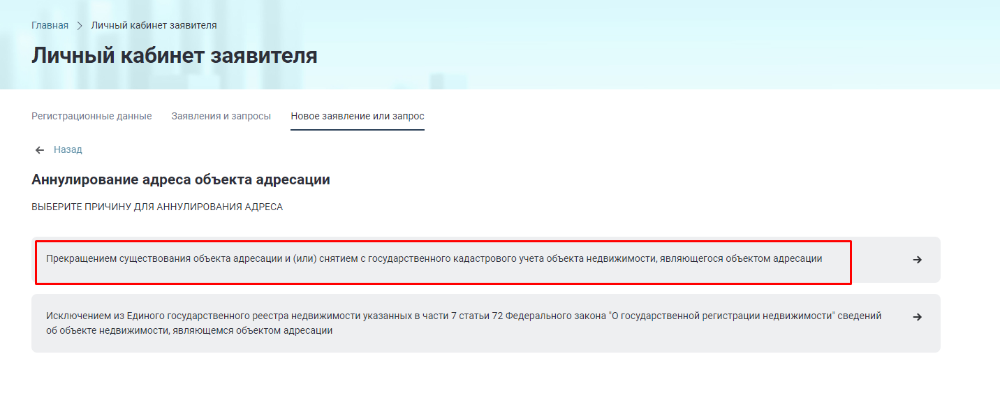 Главная > Личный кабинет заявителя
Личный кабинет заявителя
Регистрационные данные Заявления и запросы Новое заявление или запрос
← Назад
Аннулирование адреса объекта адресации
ВЫБЕРИТЕ ПРИЧИНУ ДЛЯ АННУЛИРОВАНИЯ АДРЕСА
Прекращением существования объекта адресации и (или) снятием с государственного кадастрового учета объекта недвижимости, являющегося объектом адресации →
Исключением из Единого государственного реестра недвижимости указанных в части 7 статьи 72 Федерального закона "О государственной регистрации недвижимости" сведений →
об объекте недвижимости, являющемся объектом адресации